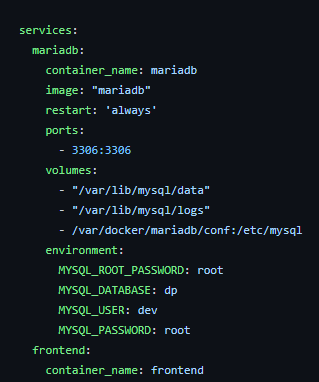 services:
  mariadb:
    container_name: mariadb
    image: "mariadb"
    restart: 'always'
    ports:
      - 3306:3306
    volumes:
      - "/var/lib/mysql/data"
      - "/var/lib/mysql/logs"
      - /var/docker/mariadb/conf:/etc/mysql
    environment:
      MYSQL_ROOT_PASSWORD: root
      MYSQL_DATABASE: dp
      MYSQL_USER: dev
      MYSQL_PASSWORD: root
  frontend:
    container_name: frontend